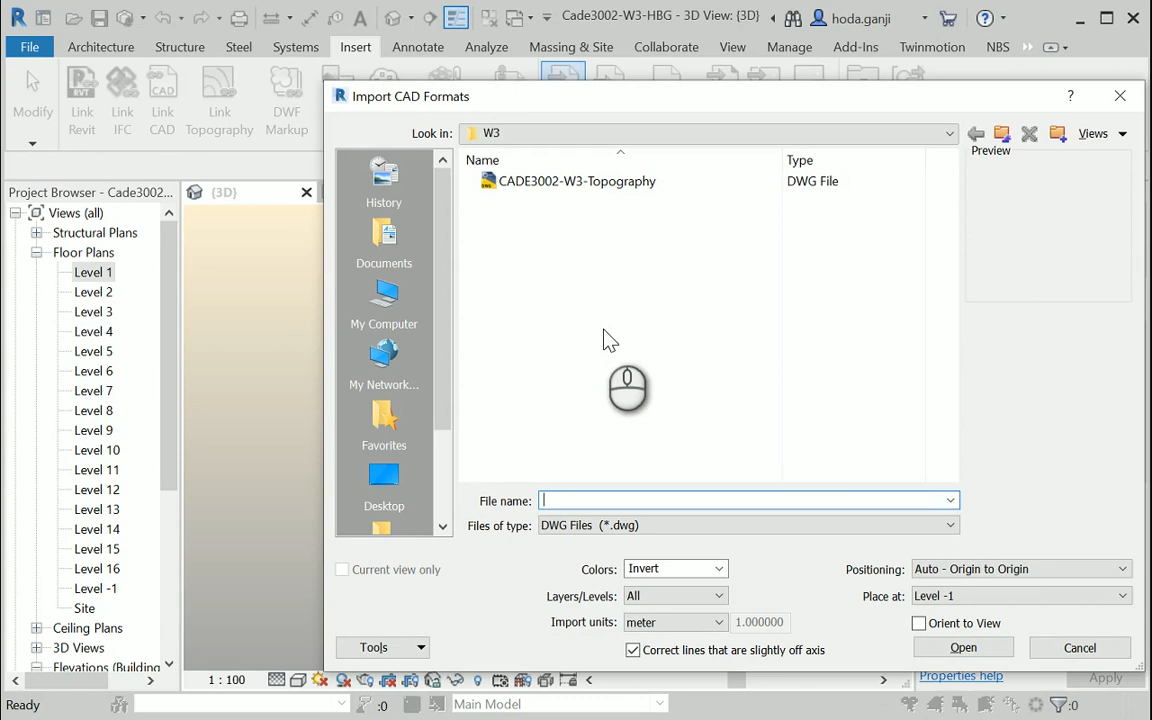 Cade3002-W3-HBG - 3D View: {3D}
hoda.ganji
File Architecture Structure Steel Systems Insert Annotate Analyze Massing & Site Collaborate View Manage Add-Ins Twinmotion NBS
Modify
Link Revit
Link IFC
Link CAD
Link Topography
DWF Markup
Import CAD Formats
Look in: W3
Views
Preview
Name Type
CADE3002-W3-Topography DWG File
History
Documents
My Computer
My Network...
Favorites
Desktop
File name:
Files of type: DWG Files (*.dwg)
Current view only
Colors: Invert
Positioning: Auto - Origin to Origin
Layers/Levels: All
Place at: Level -1
Import units: meter 1.000000
Orient to View
Correct lines that are slightly off axis
Tools
Open
Cancel
Project Browser - Cade3002...
{3D}
Views (all)
Structural Plans
Floor Plans
Level 1
Level 2
Level 3
Level 4
Level 5
Level 6
Level 7
Level 8
Level 9
Level 10
Level 11
Level 12
Level 13
Level 14
Level 15
Level 16
Level -1
Site
Ceiling Plans
3D Views
Elevations (Building
1 : 100
Properties help
Apply
Ready
:0
Main Model
:0